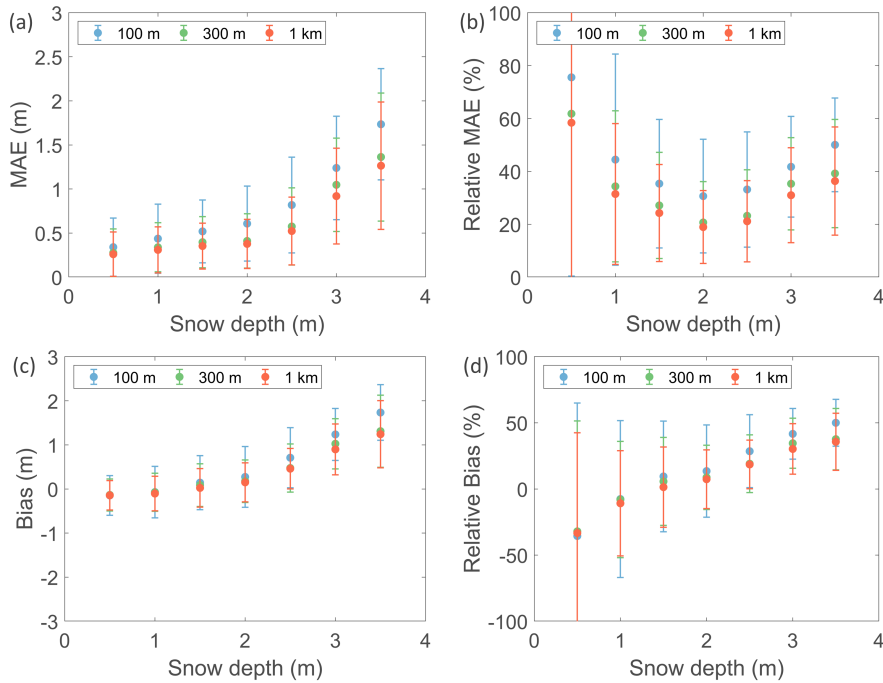 (a)
3
2.5
2
1.5
1
0.5
0
MAE (m)
100 m 300 m 1 km
0 1 2 3 4
Snow depth (m)
(b)
100
80
60
40
20
0
Relative MAE (%)
100 m 300 m 1 km
0 1 2 3 4
Snow depth (m)
(c)
3
2
1
0
-1
-2
-3
Bias (m)
100 m 300 m 1 km
0 1 2 3 4
Snow depth (m)
(d)
100
50
0
-50
-100
Relative Bias (%)
100 m 300 m 1 km
0 1 2 3 4
Snow depth (m)